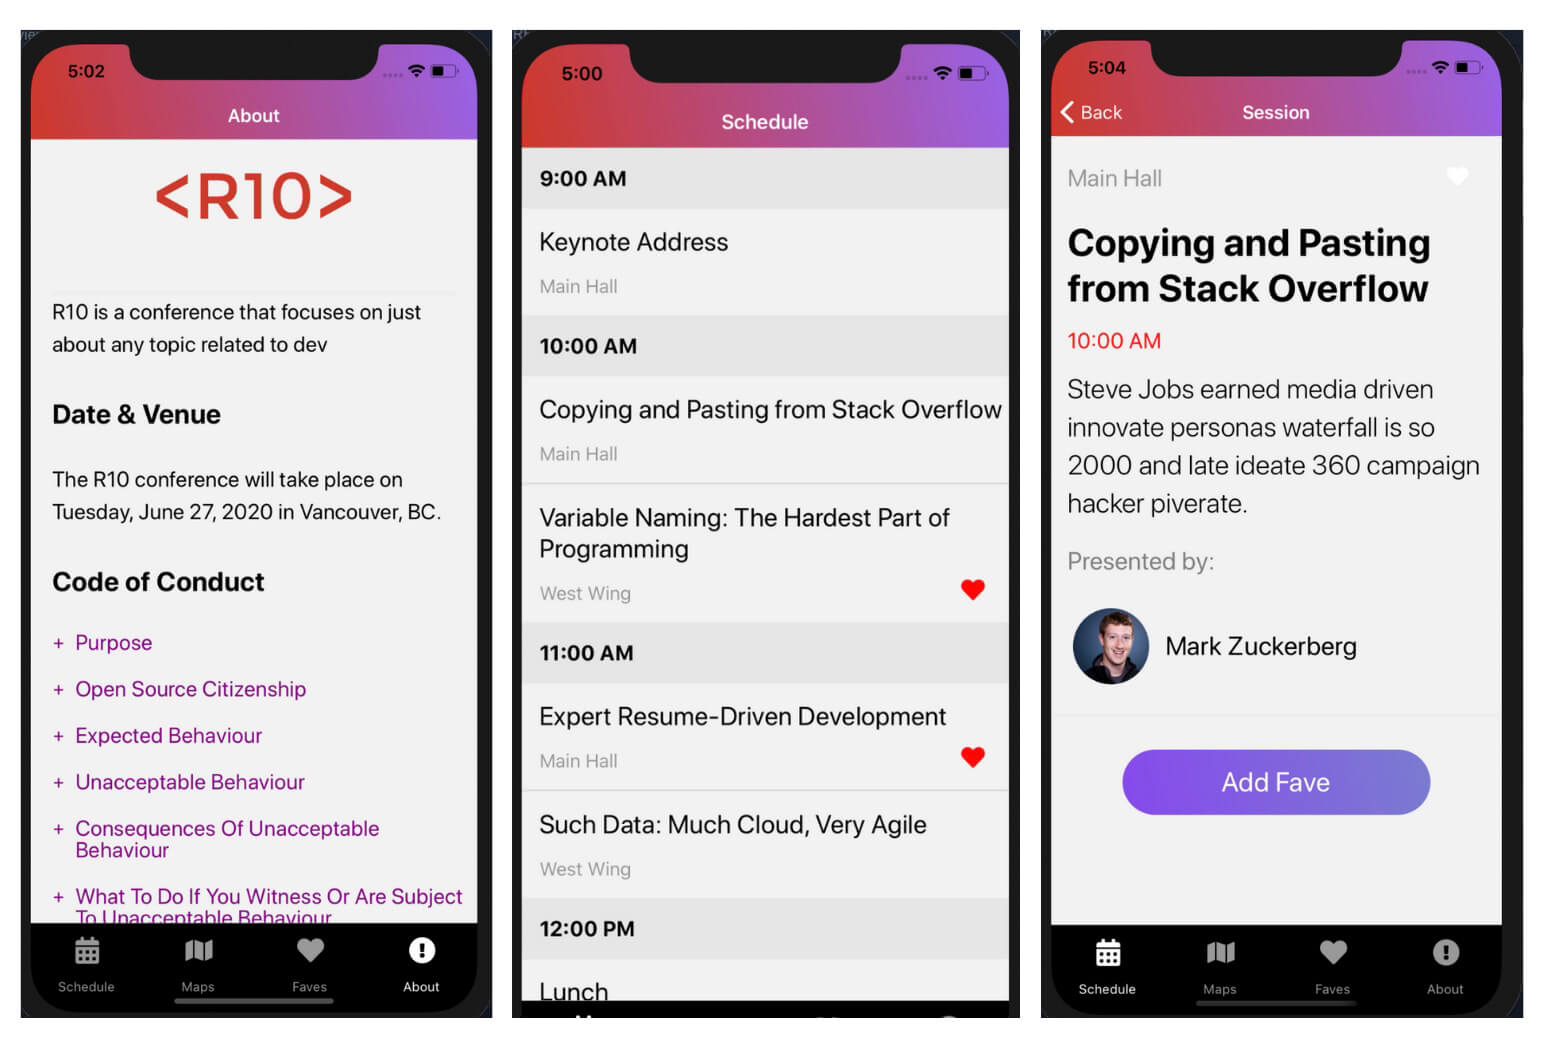 5:02
About
<R10>
R10 is a conference that focuses on just
about any topic related to dev
Date & Venue
The R10 conference will take place on
Tuesday, June 27, 2020 in Vancouver, BC.
Code of Conduct
+ Purpose
+ Open Source Citizenship
+ Expected Behaviour
+ Unacceptable Behaviour
+ Consequences Of Unacceptable
Behaviour
+ What To Do If You Witness Or Are Subject
To Unacceptable Behaviour
Schedule Maps Faves About
5:00
Schedule
9:00 AM
Keynote Address
Main Hall
10:00 AM
Copying and Pasting from Stack Overflow
Main Hall
Variable Naming: The Hardest Part of
Programming
West Wing
11:00 AM
Expert Resume-Driven Development
Main Hall
Such Data: Much Cloud, Very Agile
West Wing
12:00 PM
Lunch
5:04
Back Session
Main Hall
Copying and Pasting
from Stack Overflow
10:00 AM
Steve Jobs earned media driven
innovate personas waterfall is so
2000 and late ideate 360 campaign
hacker piverate.
Presented by:
Mark Zuckerberg
Add Fave
Schedule Maps Faves About